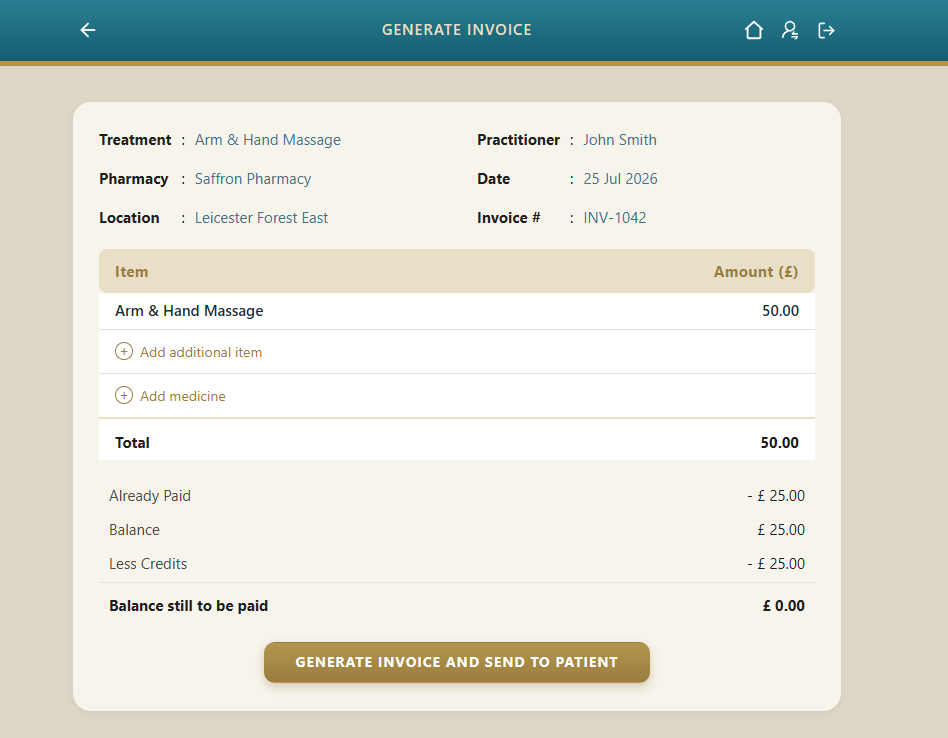 GENERATE INVOICE
Treatment : Arm & Hand Massage
Practitioner : John Smith
Pharmacy : Saffron Pharmacy
Date : 25 Jul 2026
Location : Leicester Forest East
Invoice # : INV-1042
Item Amount (£)
Arm & Hand Massage 50.00
Add additional item
Add medicine
Total 50.00
Already Paid - £ 25.00
Balance £ 25.00
Less Credits - £ 25.00
Balance still to be paid £ 0.00
GENERATE INVOICE AND SEND TO PATIENT